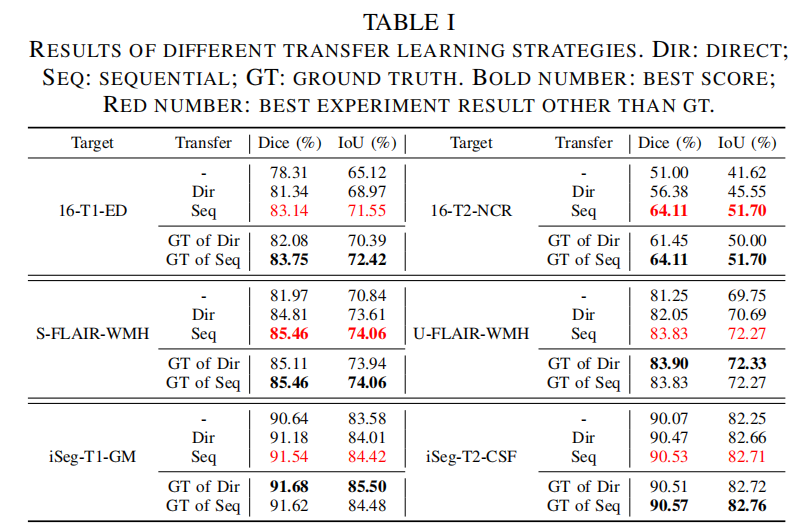 TABLE I
RESULTS OF DIFFERENT TRANSFER LEARNING STRATEGIES. DIR: DIRECT;
SEQ: SEQUENTIAL; GT: GROUND TRUTH. BOLD NUMBER: BEST SCORE;
RED NUMBER: BEST EXPERIMENT RESULT OTHER THAN GT.
Target Transfer Dice (%) IoU (%) Target Transfer Dice (%) IoU (%)
- 78.31 65.12 - 51.00 41.62
Dir 81.34 68.97 Dir 56.38 45.55
16-T1-ED Seq 83.14 71.55 16-T2-NCR Seq 64.11 51.70
GT of Dir 82.08 70.39 GT of Dir 61.45 50.00
GT of Seq 83.75 72.42 GT of Seq 64.11 51.70
- 81.97 70.84 - 81.25 69.75
Dir 84.81 73.61 Dir 82.05 70.69
S-FLAIR-WMH Seq 85.46 74.06 U-FLAIR-WMH Seq 83.83 72.27
GT of Dir 85.11 73.94 GT of Dir 83.90 72.33
GT of Seq 85.46 74.06 GT of Seq 83.83 72.27
- 90.64 83.58 - 90.07 82.25
Dir 91.18 84.01 Dir 90.47 82.66
iSeg-T1-GM Seq 91.54 84.42 iSeg-T2-CSF Seq 90.53 82.71
GT of Dir 91.68 85.50 GT of Dir 90.51 82.72
GT of Seq 91.62 84.48 GT of Seq 90.57 82.76